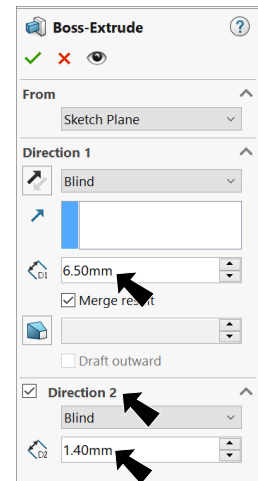 Boss-Extrude ?
From
Sketch Plane
Direction 1
Blind
D1 6.50mm
Merge result
Draft outward
Direction 2
Blind
D2 1.40mm